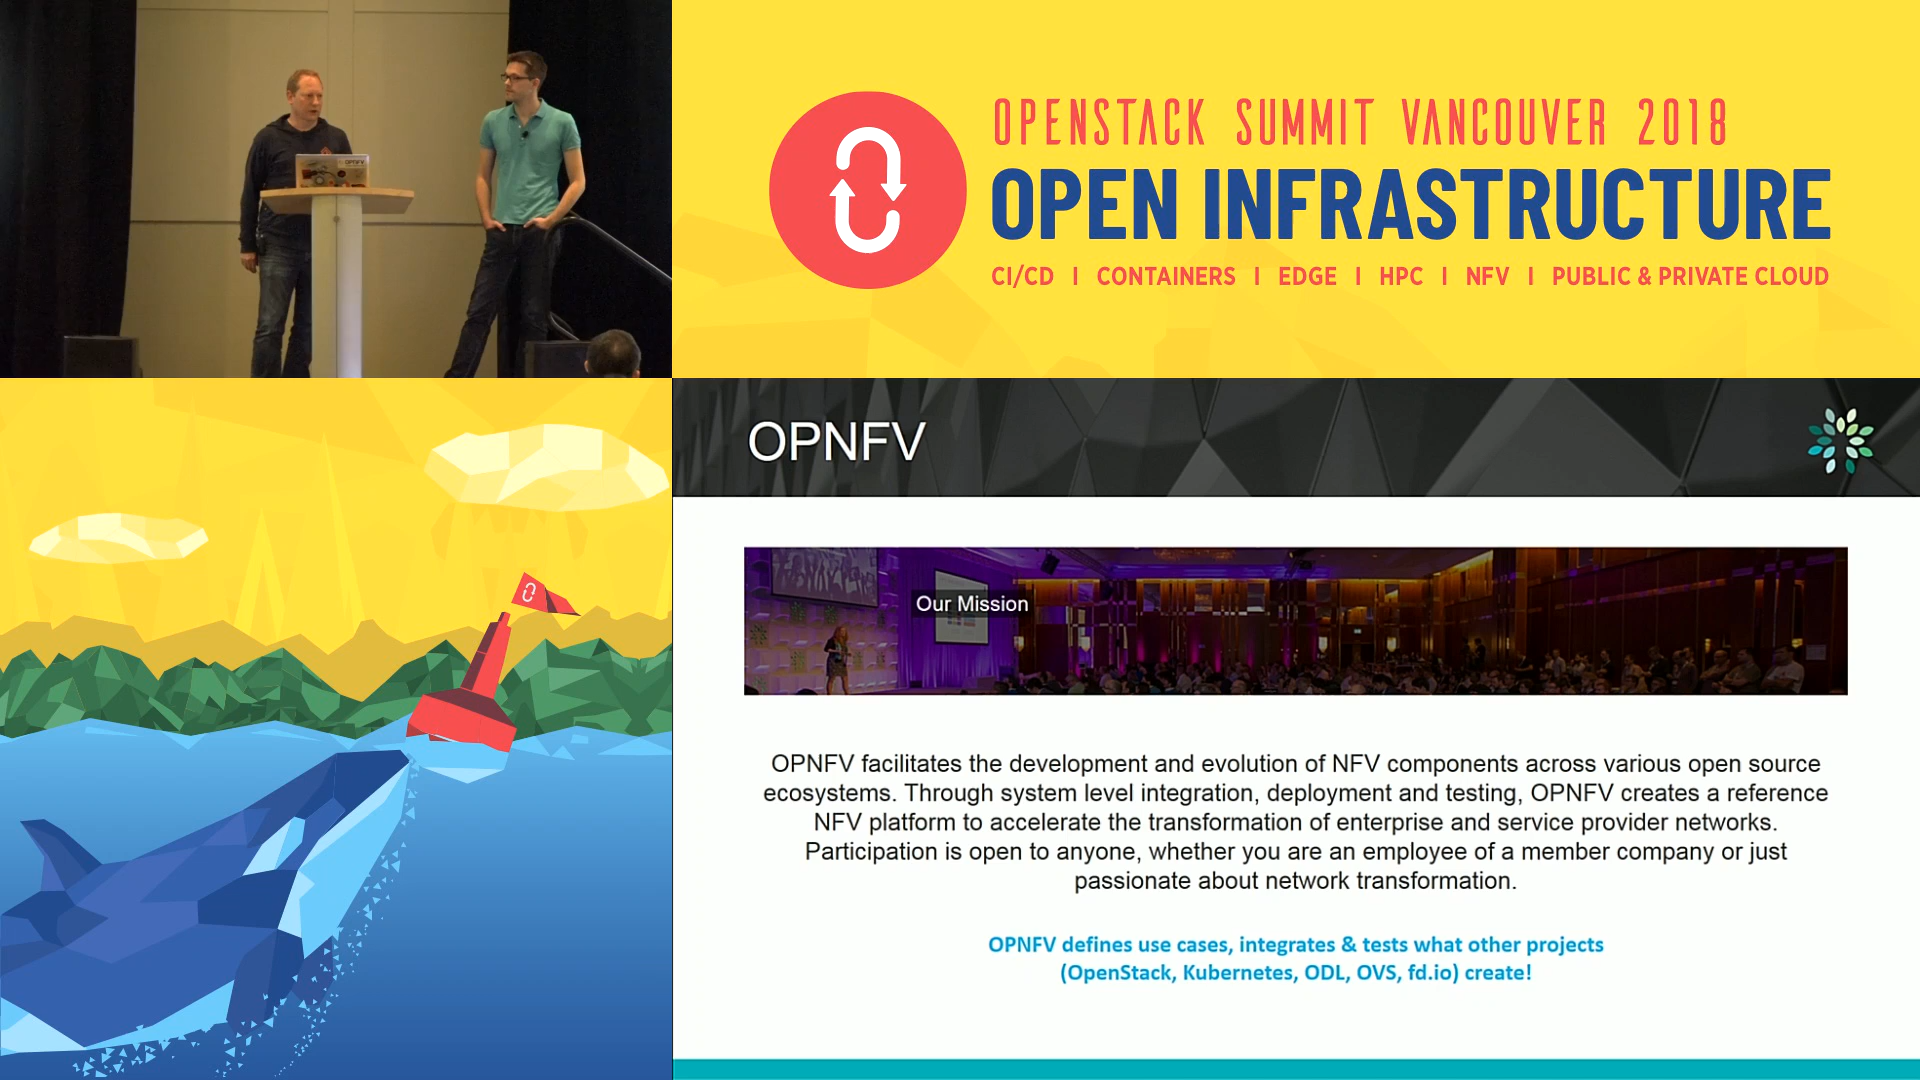 OPENSTACK SUMMIT VANCOUVER 2018
OPEN INFRASTRUCTURE
CI/CD | CONTAINERS | EDGE | HPC | NFV | PUBLIC & PRIVATE CLOUD
OPNFV
OPNFV
Our Mission
OPNFV facilitates the development and evolution of NFV components across various open source
ecosystems. Through system level integration, deployment and testing, OPNFV creates a reference
NFV platform to accelerate the transformation of enterprise and service provider networks.
Participation is open to anyone, whether you are an employee of a member company or just
passionate about network transformation.
OPNFV defines use cases, integrates & tests what other projects
(OpenStack, Kubernetes, ODL, OVS, fd.io) create!